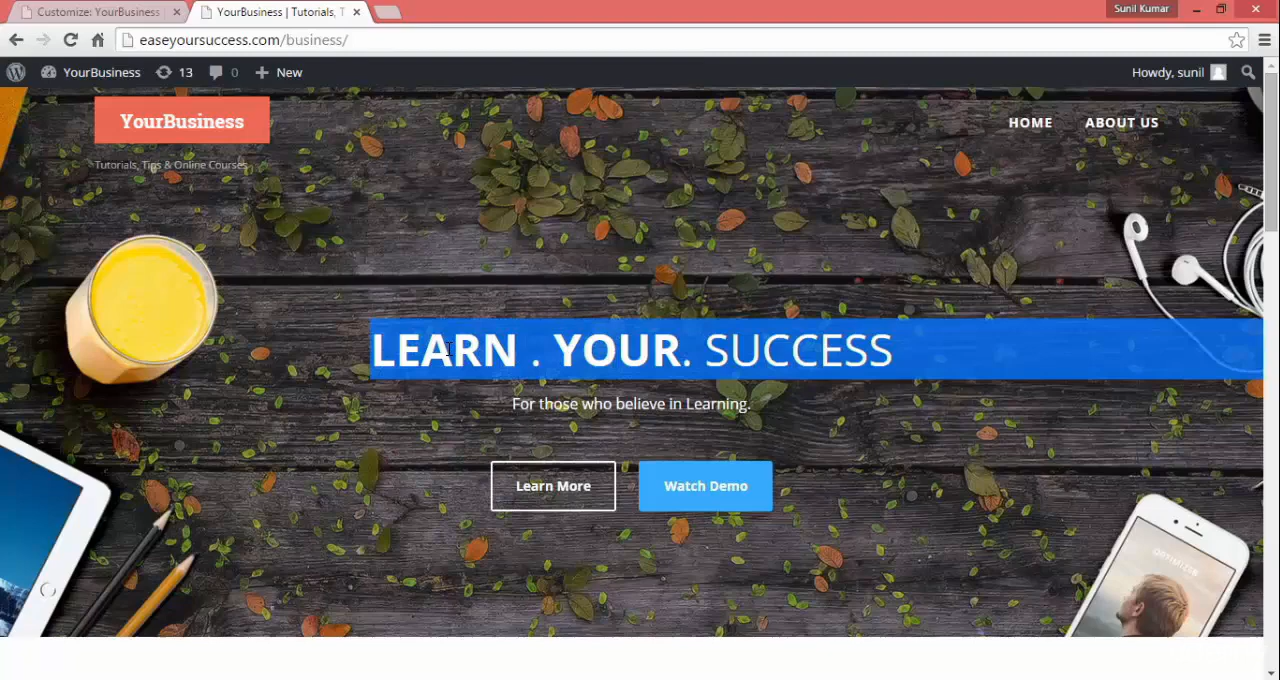 Customize: YourBusiness
YourBusiness | Tutorials, T
Sunil Kumar
easeyoursuccess.com/business/
YourBusiness 13 0 New
Howdy, sunil
YourBusiness
Tutorials, Tips & Online Courses
HOME ABOUT US
LEARN . YOUR. SUCCESS
For those who believe in Learning.
Learn More Watch Demo
OPTIMIZER